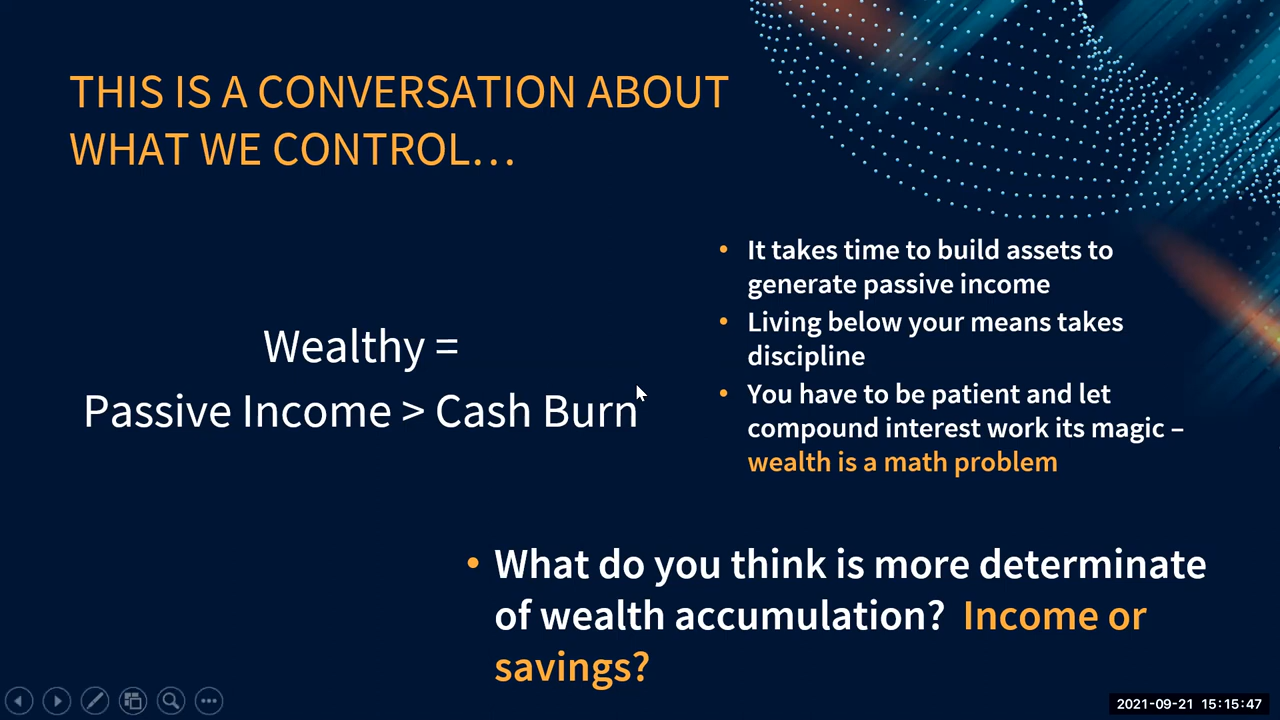 THIS IS A CONVERSATION ABOUT
WHAT WE CONTROL…
Wealthy =
Passive Income > Cash Burn
• It takes time to build assets to
generate passive income
• Living below your means takes
discipline
• You have to be patient and let
compound interest work its magic –
wealth is a math problem
• What do you think is more determinate
of wealth accumulation? Income or
savings?
2021-09-21 15:15:47